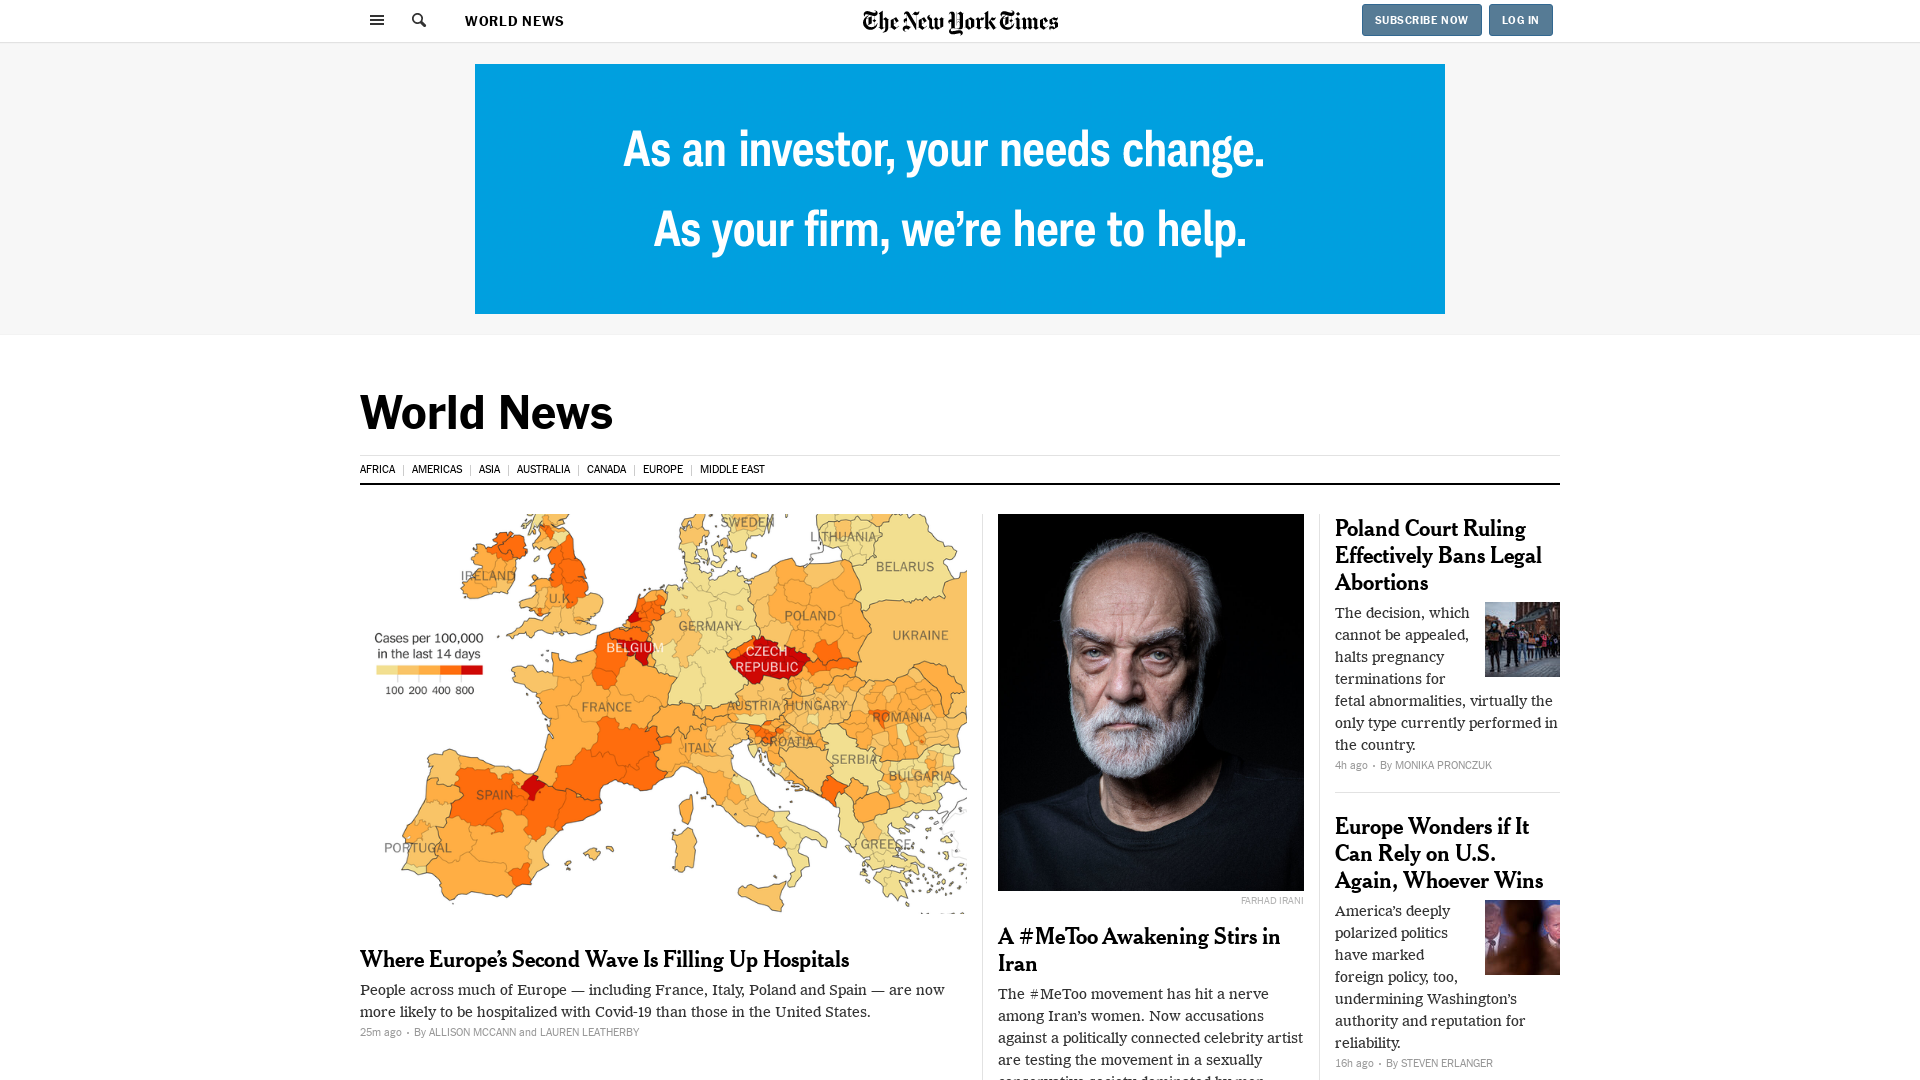 WORLD NEWS
The New York Times
SUBSCRIBE NOW
LOG IN
As an investor, your needs change.
As your firm, we're here to help.
World News
AFRICA
AMERICAS
ASIA
AUSTRALIA
CANADA
EUROPE
MIDDLE EAST
SWEDEN
LITHUANIA
BELARUS
IRELAND
U.K.
POLAND
GERMANY
UKRAINE
Cases per 100,000
in the last 14 days
100 200 400 800
BELGIUM
CZECH
REPUBLIC
FRANCE
AUSTRIA
HUNGARY
ROMANIA
ITALY
CROATIA
SERBIA
BULGARIA
SPAIN
PORTUGAL
GREECE
Where Europe's Second Wave Is Filling Up Hospitals
People across much of Europe — including France, Italy, Poland and Spain — are now
more likely to be hospitalized with Covid-19 than those in the United States.
25m ago • By ALLISON MCCANN and LAUREN LEATHERBY
FARHAD IRANI
A #MeToo Awakening Stirs in
Iran
The #MeToo movement has hit a nerve
among Iran's women. Now accusations
against a politically connected celebrity artist
are testing the movement in a sexually
conservative society dominated by men.
Poland Court Ruling
Effectively Bans Legal
Abortions
The decision, which
cannot be appealed,
halts pregnancy
terminations for
fetal abnormalities, virtually the
only type currently performed in
the country.
4h ago • By MONIKA PRONCZUK
Europe Wonders if It
Can Rely on U.S.
Again, Whoever Wins
America's deeply
polarized politics
have marked
foreign policy, too,
undermining Washington's
authority and reputation for
reliability.
16h ago • By STEVEN ERLANGER